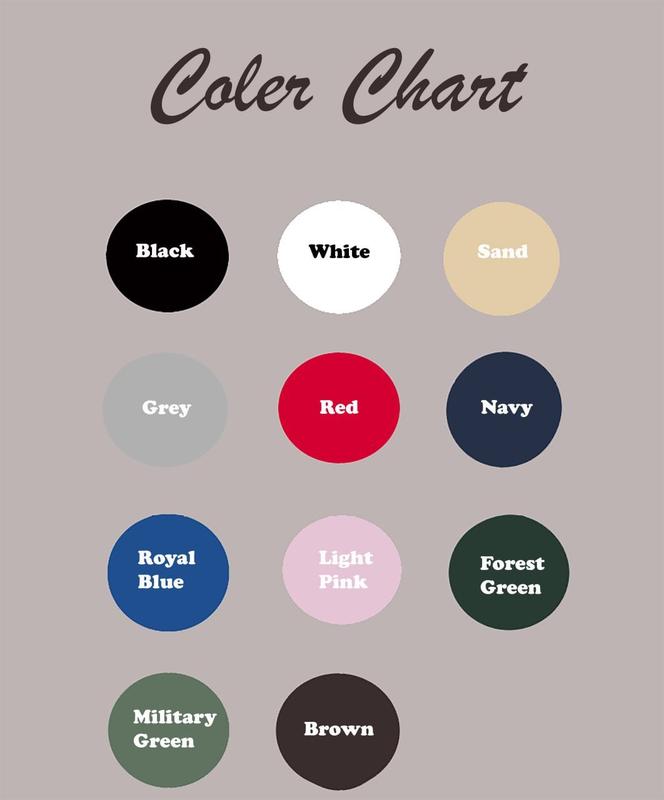 Coler Chart
Black
White
Sand
Grey
Red
Navy
Royal
Blue
Light
Pink
Forest
Green
Military
Green
Brown